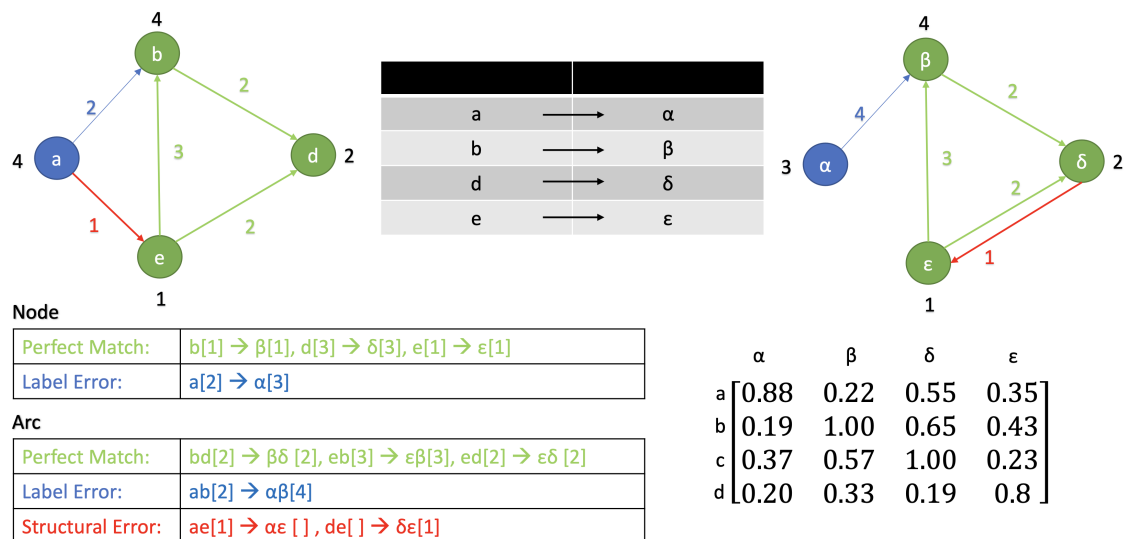 4
b
2
2
3
4
a
d
2
1
2
e
1
a → α
b → β
d → δ
e → ε
4
β
4
2
3
3
α
δ
2
2
1
ε
1
Node
Perfect Match: b[1] → β[1], d[3] → δ[3], e[1] → ε[1]
Label Error: a[2] → α[3]
Arc
Perfect Match: bd[2] → βδ [2], eb[3] → εβ[3], ed[2] → εδ [2]
Label Error: ab[2] → αβ[4]
Structural Error: ae[1] → αε [ ] , de[ ] → δε[1]
α β δ ε
a 0.88 0.22 0.55 0.35
b 0.19 1.00 0.65 0.43
c 0.37 0.57 1.00 0.23
d 0.20 0.33 0.19 0.8